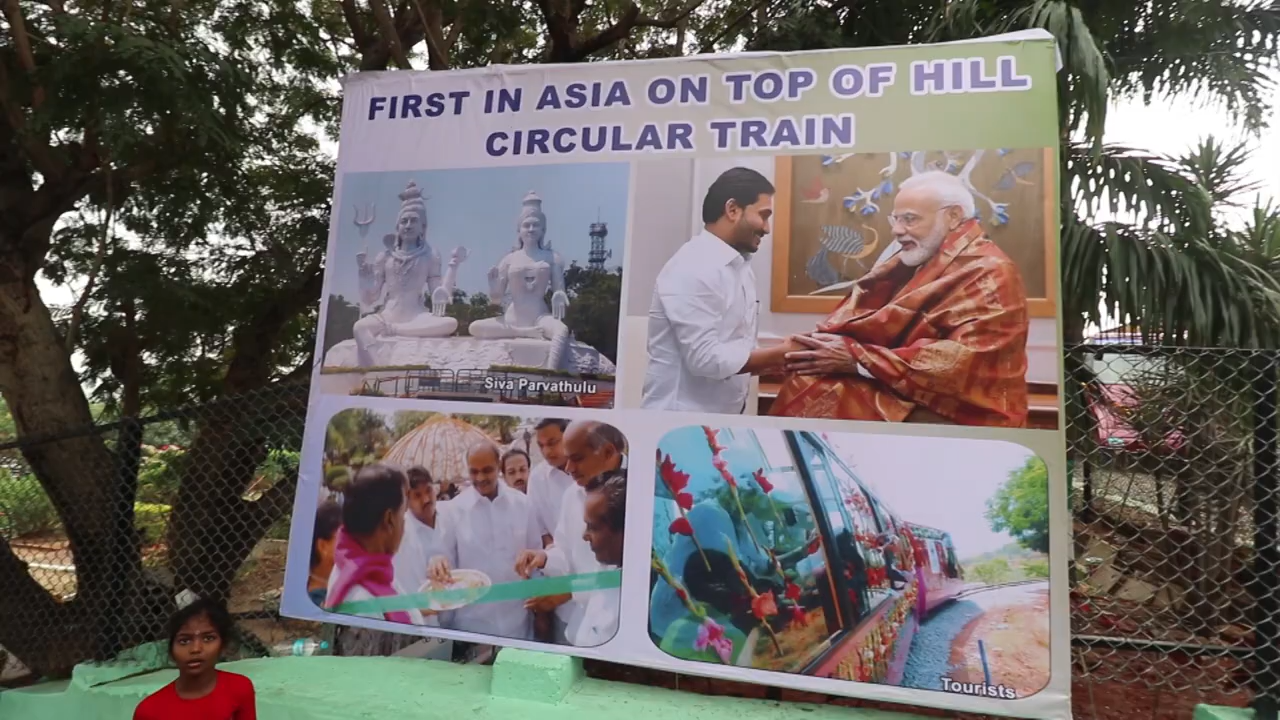 FIRST IN ASIA ON TOP OF HILL
CIRCULAR TRAIN
Siva Parvathulu
Tourists